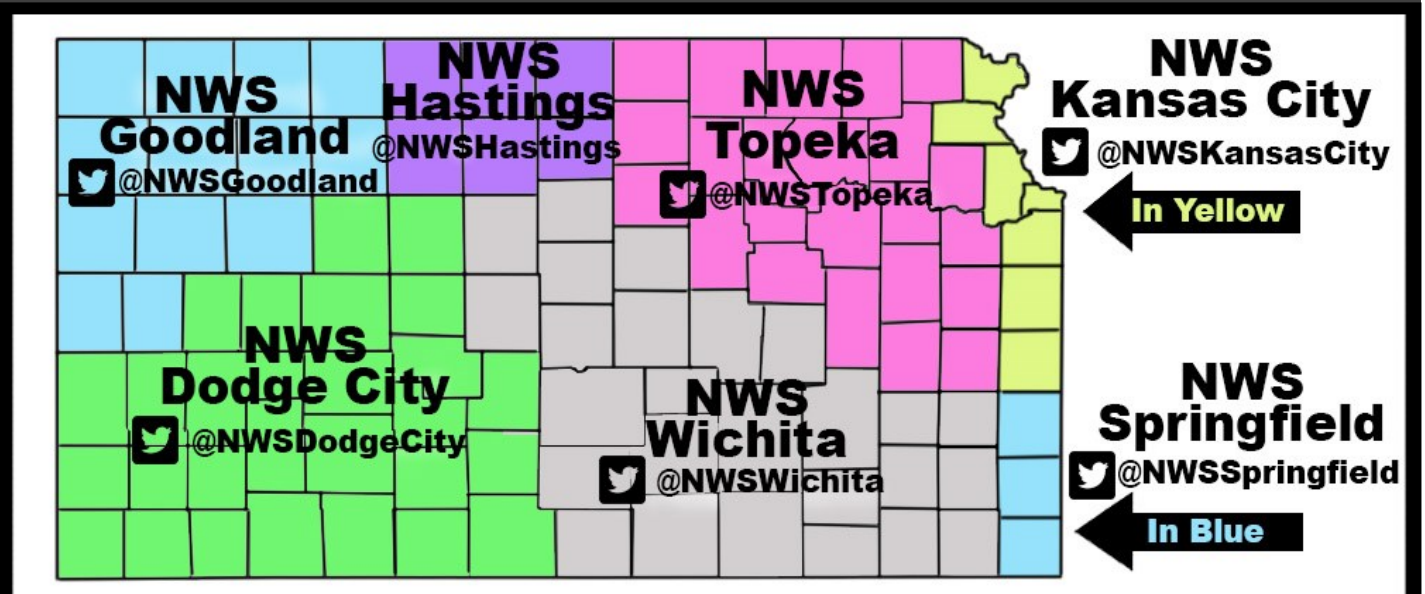 NWS
Goodland
@NWSGoodland
NWS
Hastings
@NWSHastings
NWS
Topeka
@NWSTopeka
NWS
Kansas City
@NWSKansasCity
In Yellow
NWS
Dodge City
@NWSDodgeCity
NWS
Wichita
@NWSWichita
NWS
Springfield
@NWSSpringfield
In Blue